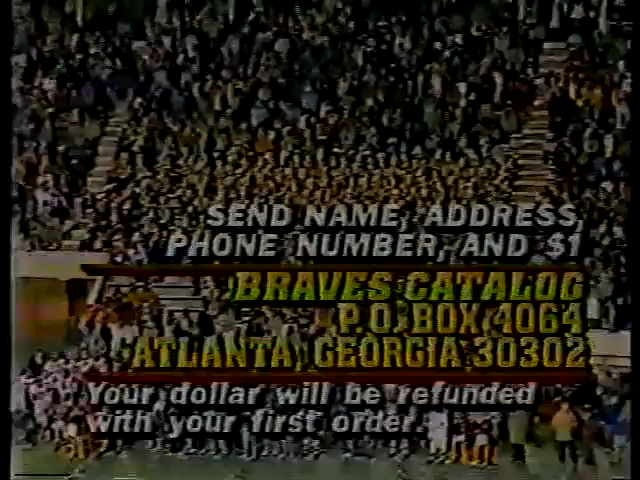 SEND NAME, ADDRESS,
PHONE NUMBER, AND $1
BRAVES CATALOG
P.O. BOX 4064
ATLANTA, GEORGIA 30302
Your dollar will be refunded
with your first order.